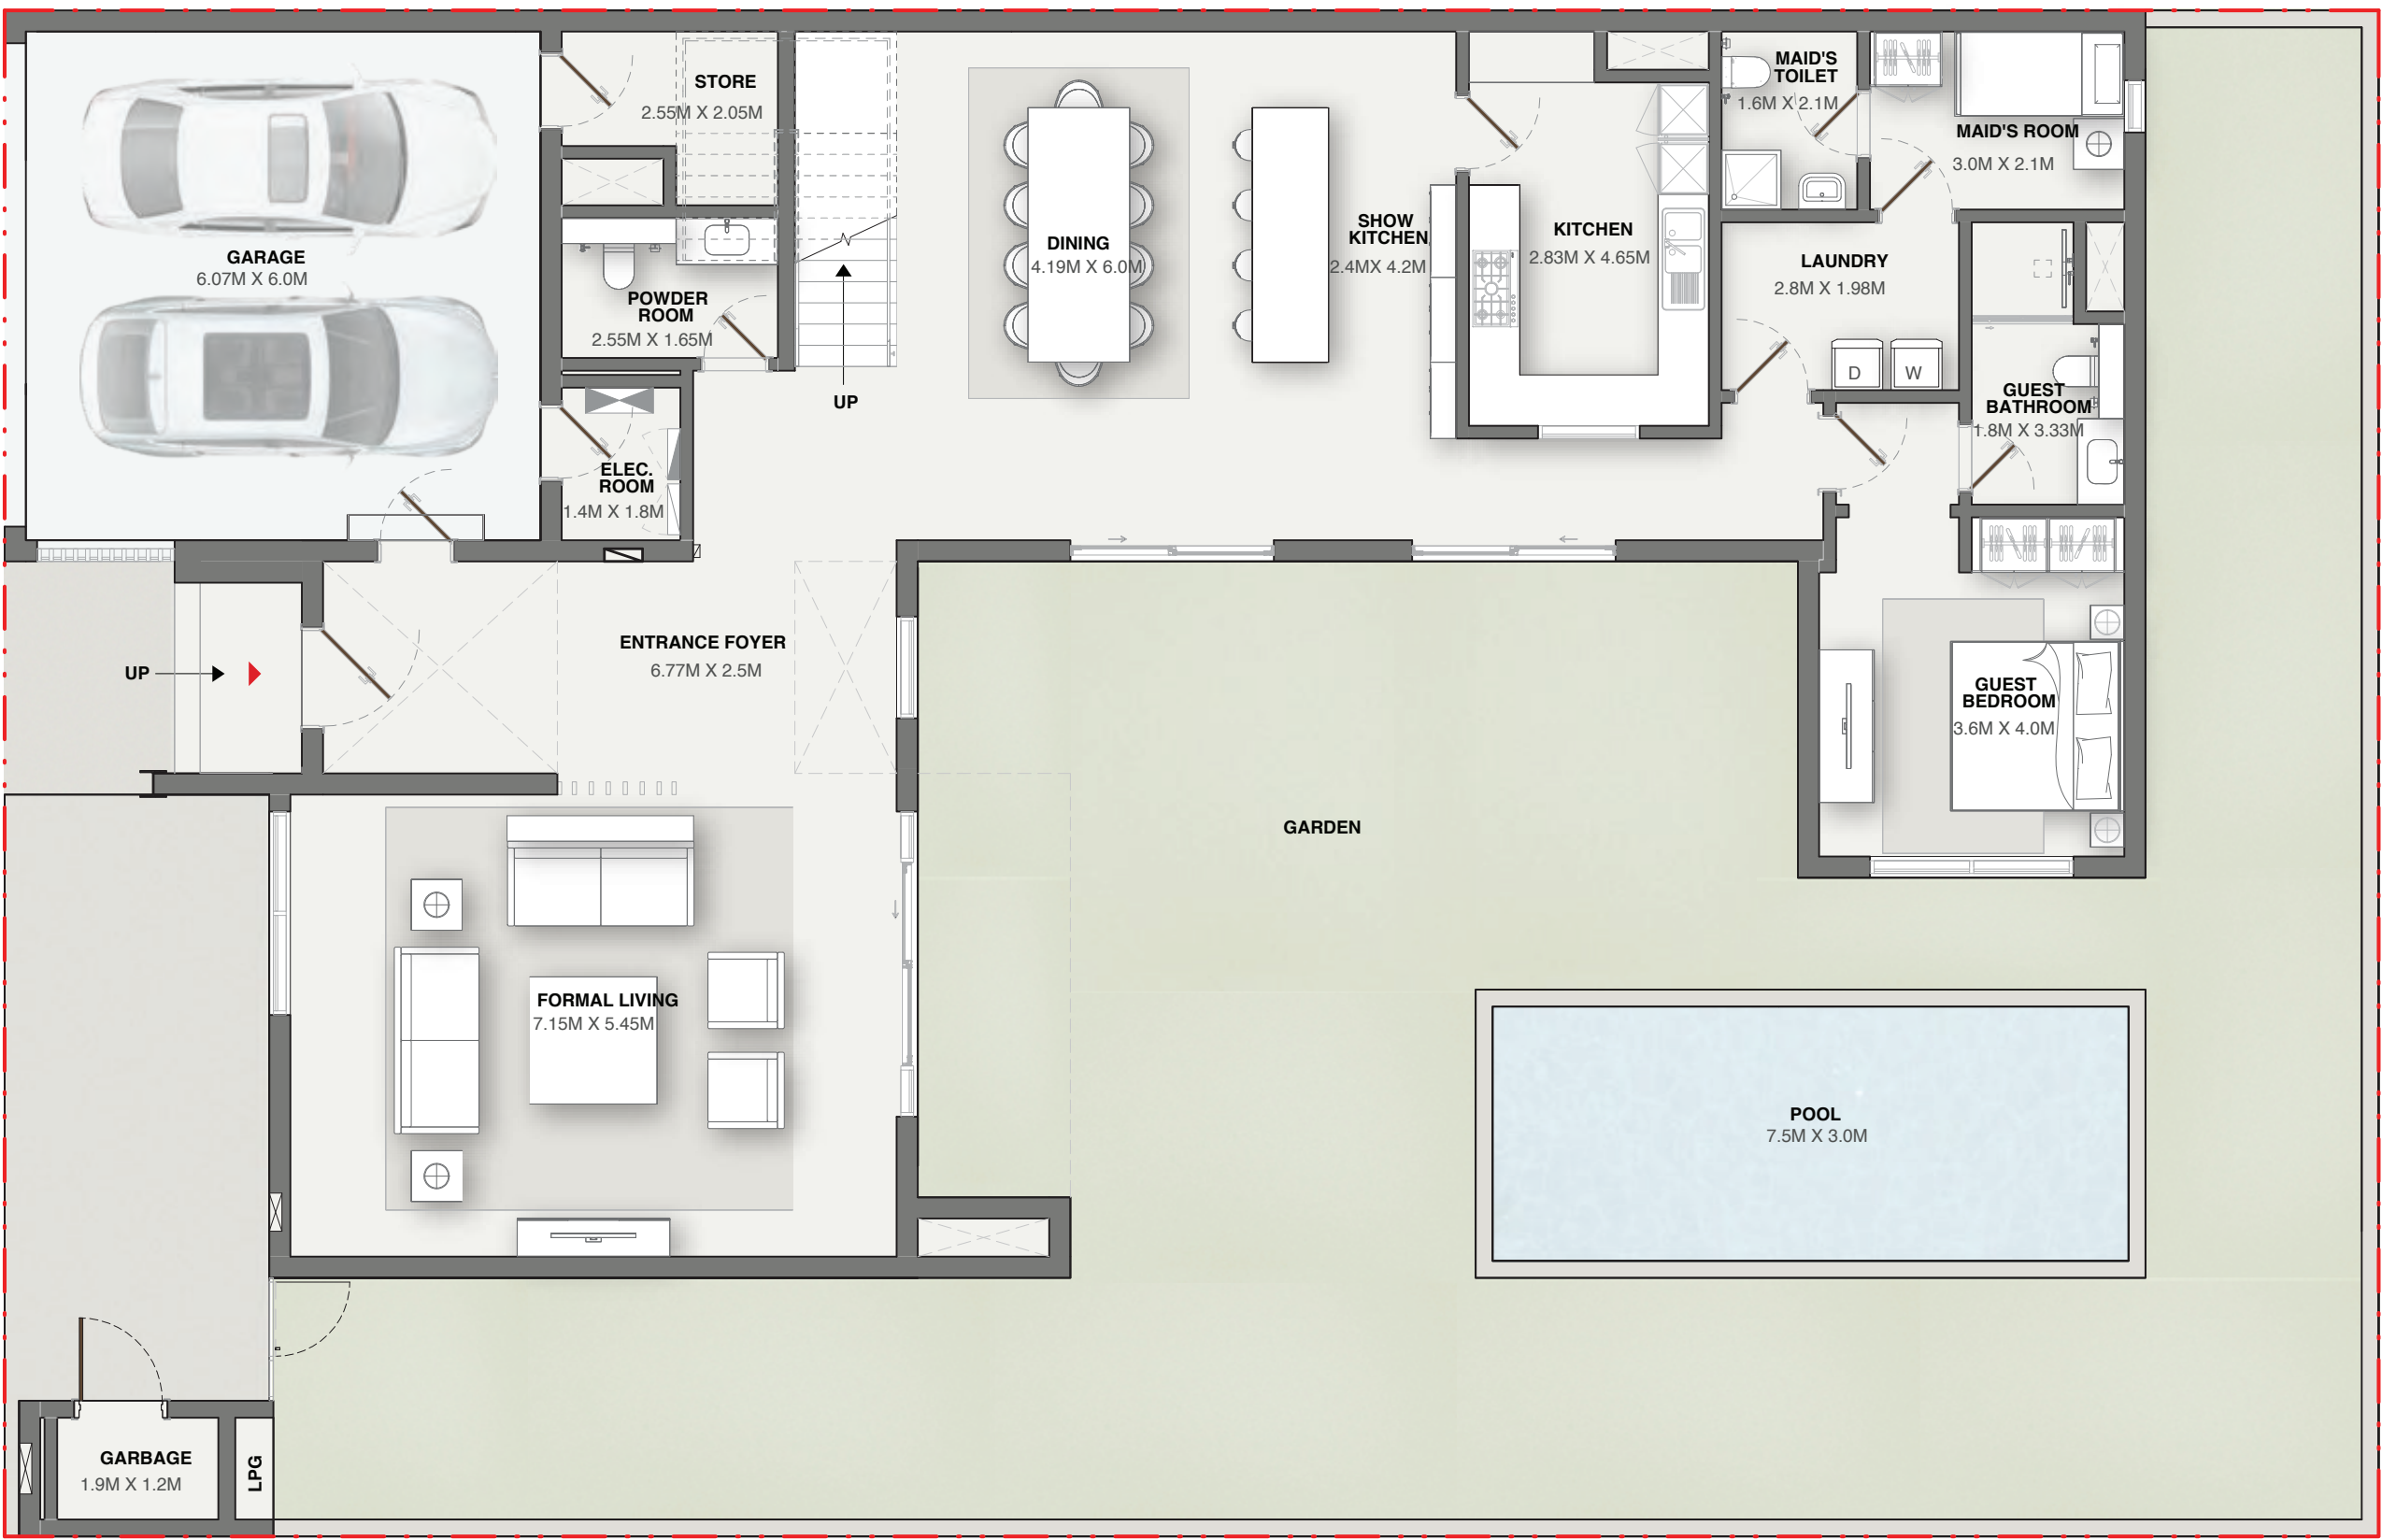 STORE
2.55M X 2.05M
MAID'S
TOILET
1.6M X 2.1M
MAID'S ROOM
3.0M X 2.1M
GARAGE
6.07M X 6.0M
POWDER
ROOM
2.55M X 1.65M
UP
DINING
4.19M X 6.0M
SHOW
KITCHEN
2.4MX 4.2M
KITCHEN
2.83M X 4.65M
LAUNDRY
2.8M X 1.98M
D
W
GUEST
BATHROOM
1.8M X 3.33M
ELEC.
ROOM
1.4M X 1.8M
ENTRANCE FOYER
6.77M X 2.5M
UP
GUEST
BEDROOM
3.6M X 4.0M
GARDEN
FORMAL LIVING
7.15M X 5.45M
POOL
7.5M X 3.0M
GARBAGE
1.9M X 1.2M
LPG